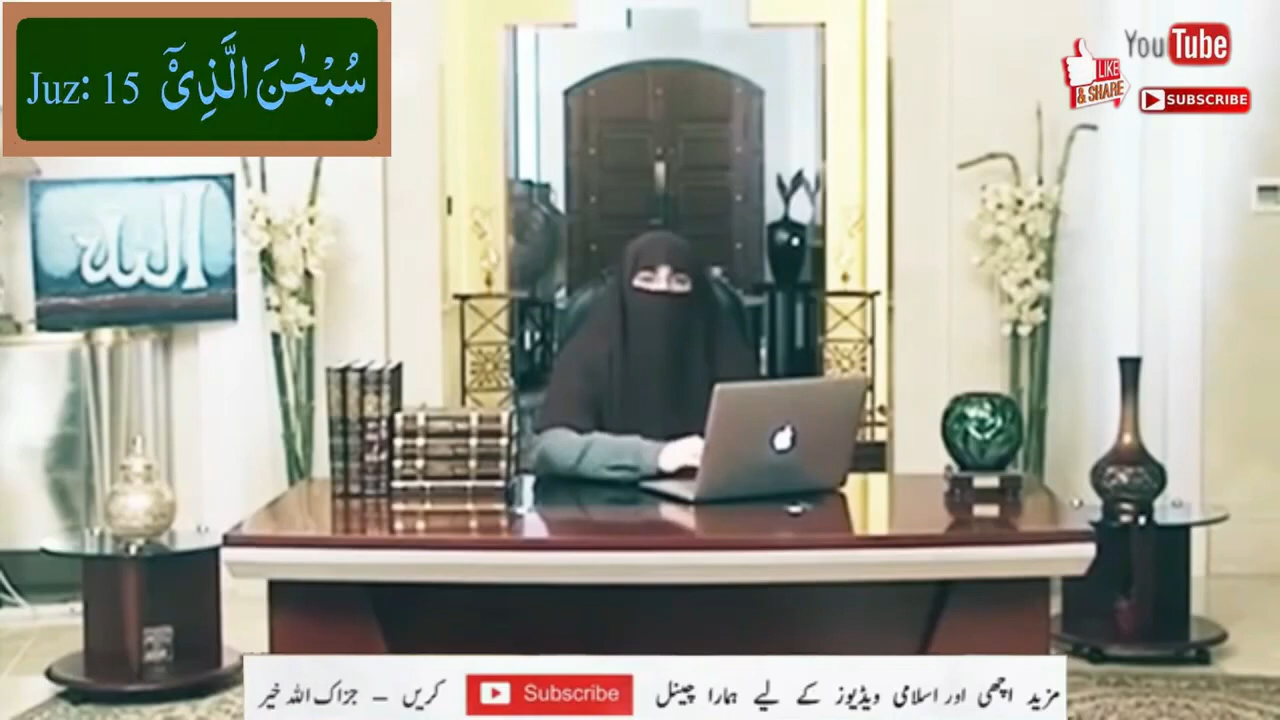 Juz: 15 سُبْحٰنَ الَّذِیْۤ
YouTube
LIKE
& SHARE
SUBSCRIBE
الله
مزید اچھی اور اسلامی ویڈیوز کے لیے ہمارا چینل Subscribe کریں – جزاک اللہ خیر